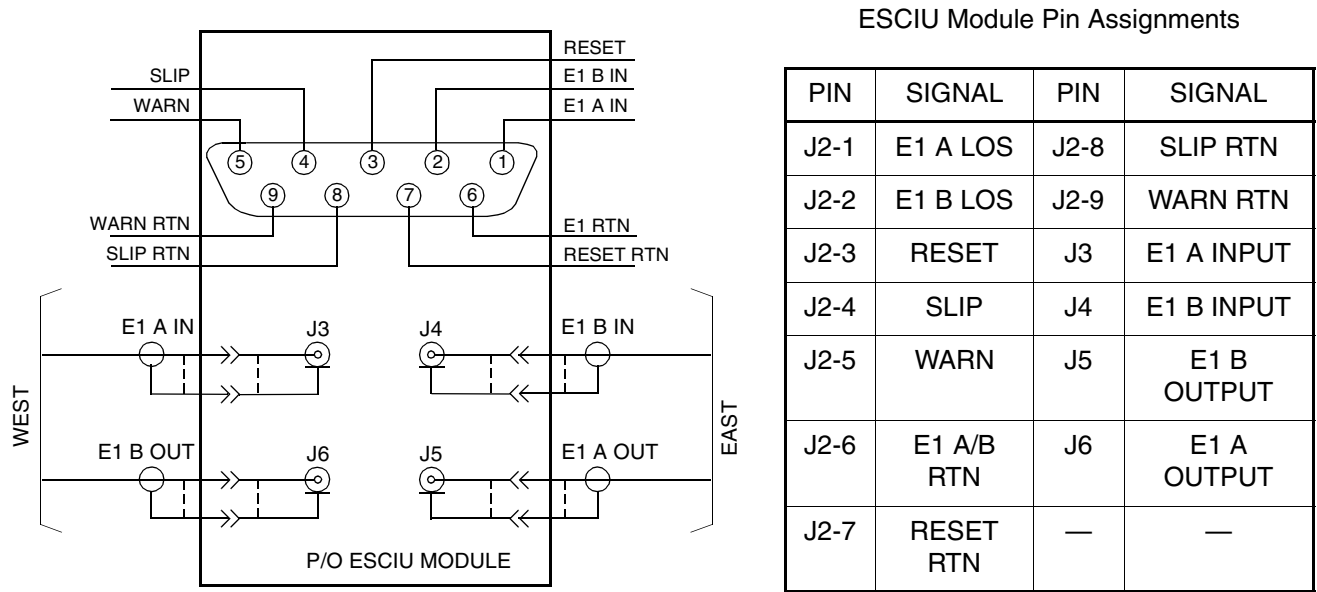 RESET
SLIP
E1 B IN
WARN
E1 A IN
5 4 3 2 1
9 8 7 6
WARN RTN
E1 RTN
SLIP RTN
RESET RTN
WEST
E1 A IN
J3
J4
E1 B IN
E1 B OUT
J6
J5
E1 A OUT
EAST
P/O ESCIU MODULE
ESCIU Module Pin Assignments
PIN SIGNAL PIN SIGNAL
J2-1 E1 A LOS J2-8 SLIP RTN
J2-2 E1 B LOS J2-9 WARN RTN
J2-3 RESET J3 E1 A INPUT
J2-4 SLIP J4 E1 B INPUT
J2-5 WARN J5 E1 B
OUTPUT
J2-6 E1 A/B J6 E1 A
RTN OUTPUT
J2-7 RESET — —
RTN